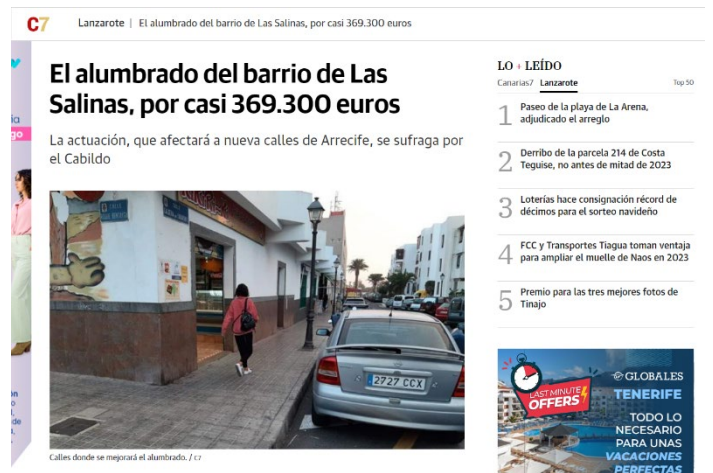 C7
Lanzarote | El alumbrado del barrio de Las Salinas, por casi 369.300 euros
El alumbrado del barrio de Las
Salinas, por casi 369.300 euros
La actuación, que afectará a nueva calles de Arrecife, se sufraga por
el Cabildo
2727 CCX
Calles donde se mejorará el alumbrado. / C7
LO + LEÍDO
Canarias7 Lanzarote Top 50
1 Paseo de la playa de La Arena,
adjudicado el arreglo
2 Derribo de la parcela 214 de Costa
Teguise, no antes de mitad de 2023
3 Loterías hace consignación récord de
décimos para el sorteo navideño
4 FCC y Transportes Tiagua toman ventaja
para ampliar el muelle de Naos en 2023
5 Premio para las tres mejores fotos de
Tinajo
LAST MINUTE
OFFERS
GLOBALES
TENERIFE
TODO LO
NECESARIO
PARA UNAS
VACACIONES
PERFECTAS